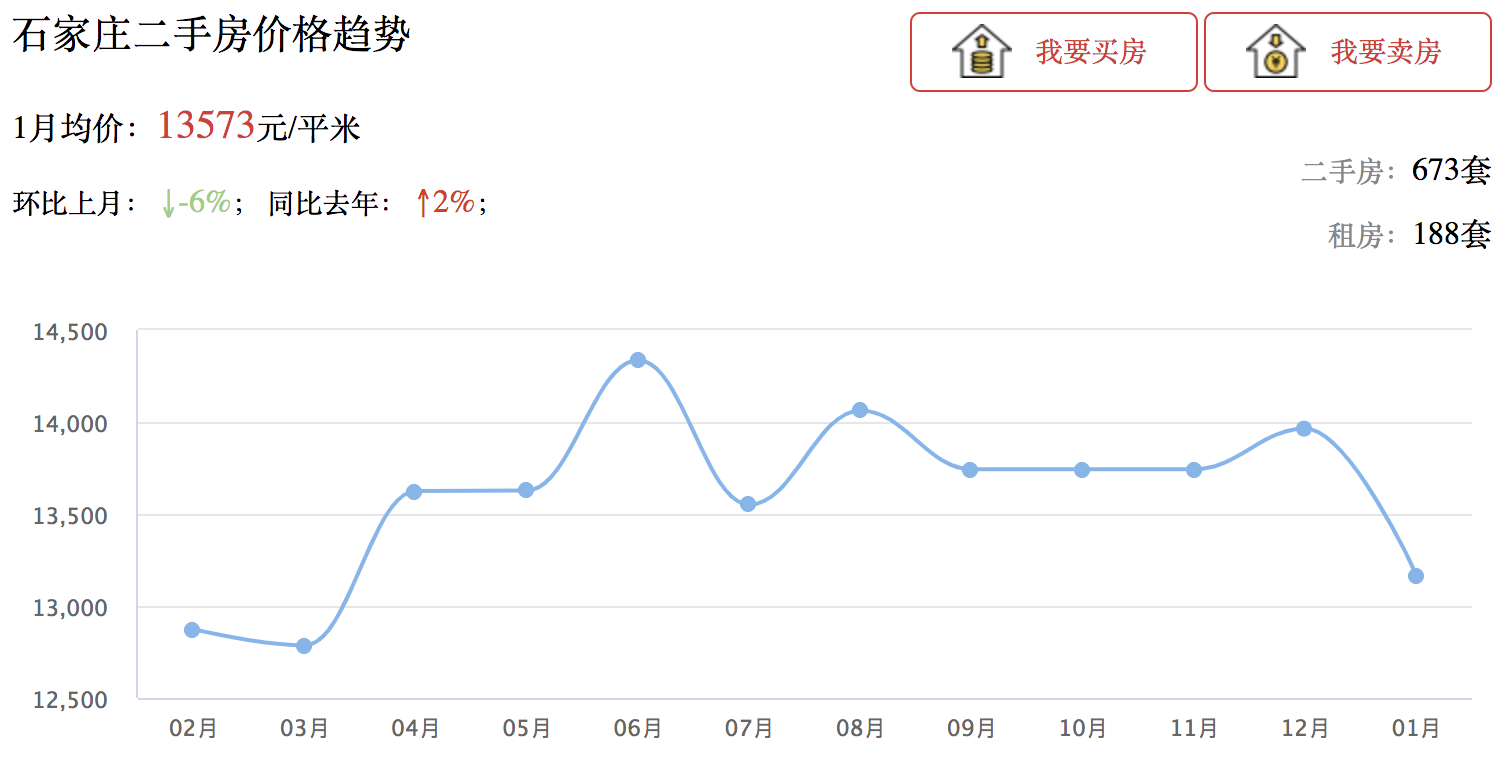 石家庄二手房价格趋势
我要买房
我要卖房
1月均价：13573元/平米
二手房：673套
环比上月：↓-6%； 同比去年：↑2%；
租房：188套
14,500
14,000
13,500
13,000
12,500
02月 03月 04月 05月 06月 07月 08月 09月 10月 11月 12月 01月